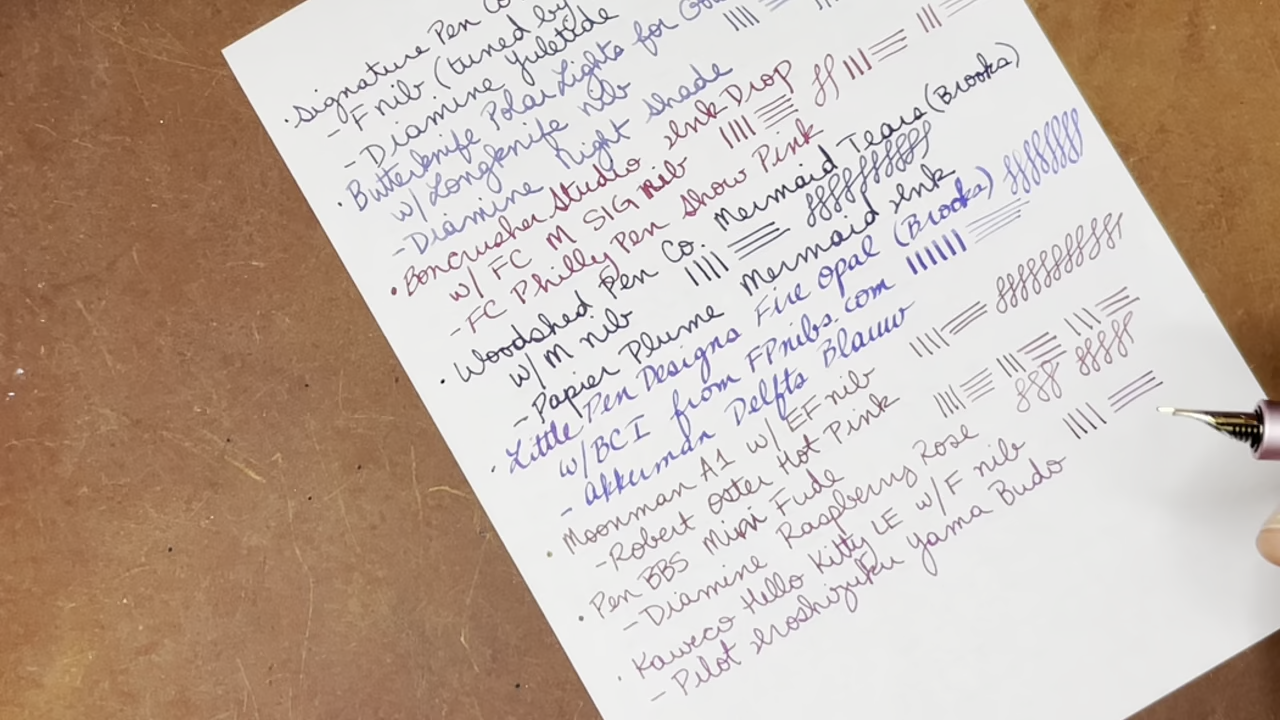 • Signature Pen Co
- F nib (tuned by
- Diamine Yuletide
• Butterknife Polar Lights for
w/ Longknife nib
- Diamine Night Shade
• Boncrusher Studio Ink Drop
w/ FC M SIG nib
- FC Philly Pen Show Pink
• Woodshed Pen Co. Mermaid Tears (Brooks)
w/ M nib
- Papier Plume Mermaid Ink
• Little Pen Designs Fire Opal (Brooks)
w/ BCI from FPnibs.com
- akkerman Delfts Blauw
• Moonman A1 w/ EF nib
- Robert Oster Hot Pink
• Pen BBS Mini Fude
- Diamine Raspberry Rose
• Kaweco Hello Kitty LE w/ F nib
- Pilot Iroshizuku Yama Budo